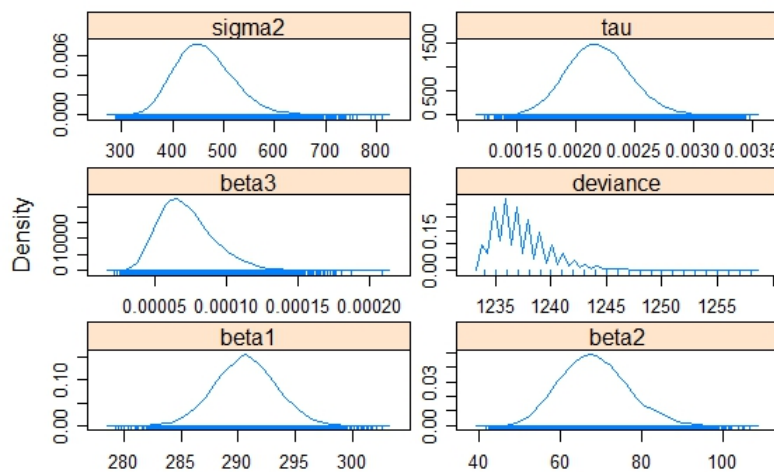 sigma2
tau
0.000 0.006
0 500 1500
300 400 500 600 700 800
0.0015 0.0020 0.0025 0.0030 0.0035
beta3
deviance
Density
0 10000
0.00 0.15
0.00005 0.00010 0.00015 0.00020
1235 1240 1245 1250 1255
beta1
beta2
0.00 0.10
0.00 0.03
280 285 290 295 300
40 60 80 100